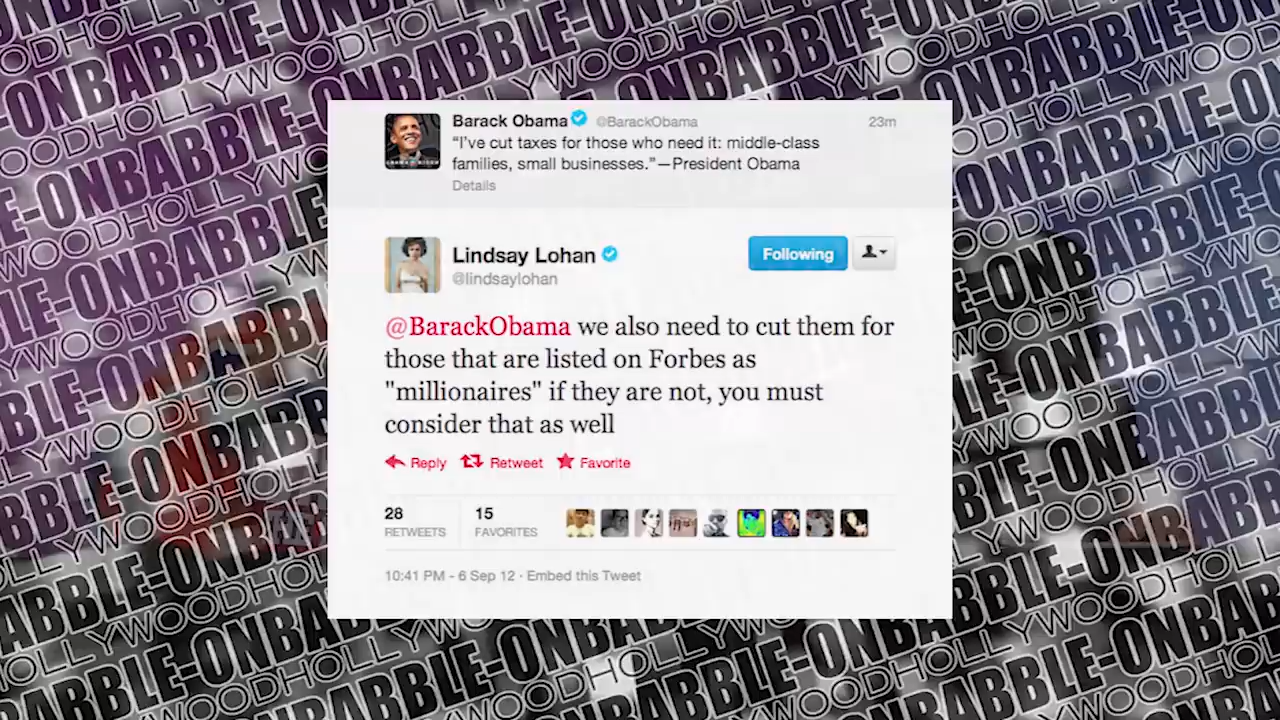 Barack Obama @BarackObama 23m
“I’ve cut taxes for those who need it: middle-class
families, small businesses.”—President Obama
Details
Lindsay Lohan Following
@lindsaylohan
@BarackObama we also need to cut them for
those that are listed on Forbes as
"millionaires" if they are not, you must
consider that as well
Reply Retweet Favorite
28 15
RETWEETS FAVORITES
10:41 PM - 6 Sep 12 · Embed this Tweet
BABBLE-ON
HOLLYWOOD